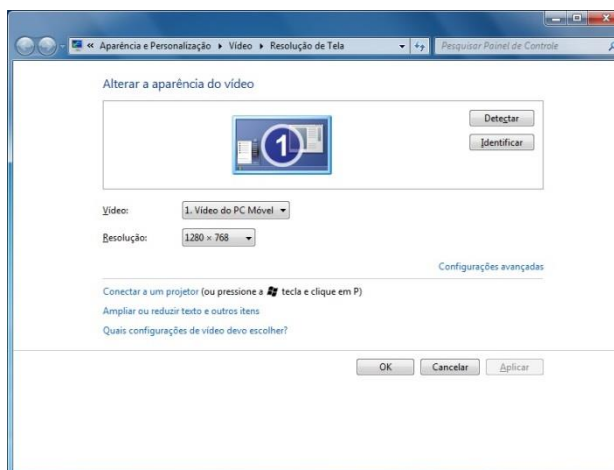 « Aparência e Personalização ▸ Vídeo ▸ Resolução de Tela
Pesquisar Painel de Controle
Alterar a aparência do vídeo
1
Detectar
Identificar
Vídeo: 1. Vídeo do PC Móvel
Resolução: 1280 × 768
Configurações avançadas
Conectar a um projetor (ou pressione a tecla e clique em P)
Ampliar ou reduzir texto e outros itens
Quais configurações de vídeo devo escolher?
OK Cancelar Aplicar